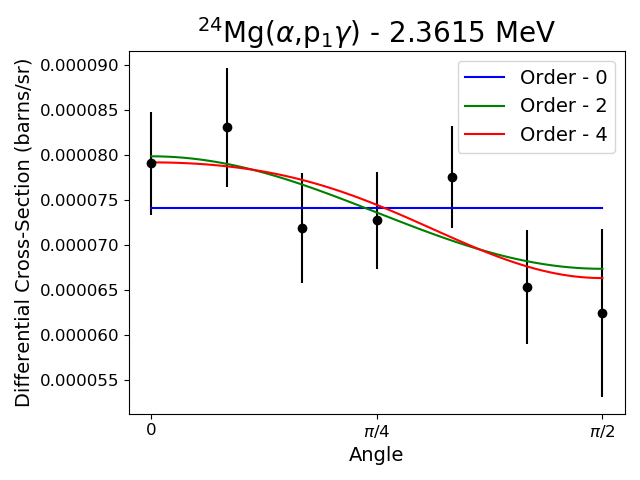 ²⁴Mg(α,p₁γ) - 2.3615 MeV
Order - 0
Order - 2
Order - 4
Differential Cross-Section (barns/sr)
0.000090
0.000085
0.000080
0.000075
0.000070
0.000065
0.000060
0.000055
0
π/4
π/2
Angle